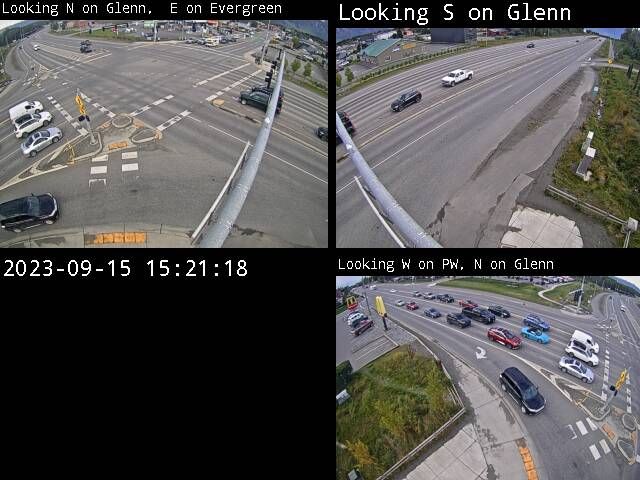 Looking N on Glenn,  E on Evergreen
Looking S on Glenn
2023-09-15 15:21:18
Looking W on PW, N on Glenn